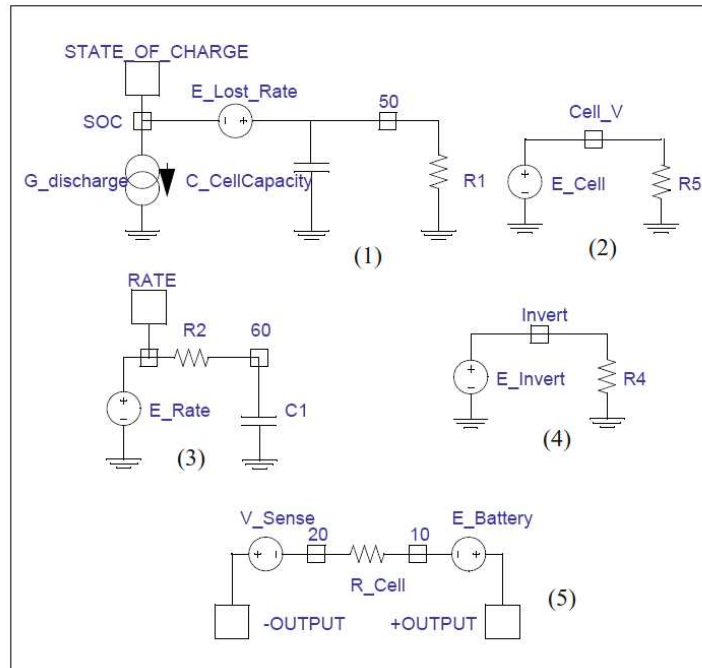 STATE_OF_CHARGE
E_Lost_Rate
50
SOC
Cell_V
G_discharge
C_CellCapacity
R1
E_Cell
R5
(1)
(2)
RATE
R2
60
Invert
E_Rate
C1
E_Invert
R4
(3)
(4)
V_Sense
E_Battery
20
10
R_Cell
-OUTPUT
+OUTPUT
(5)